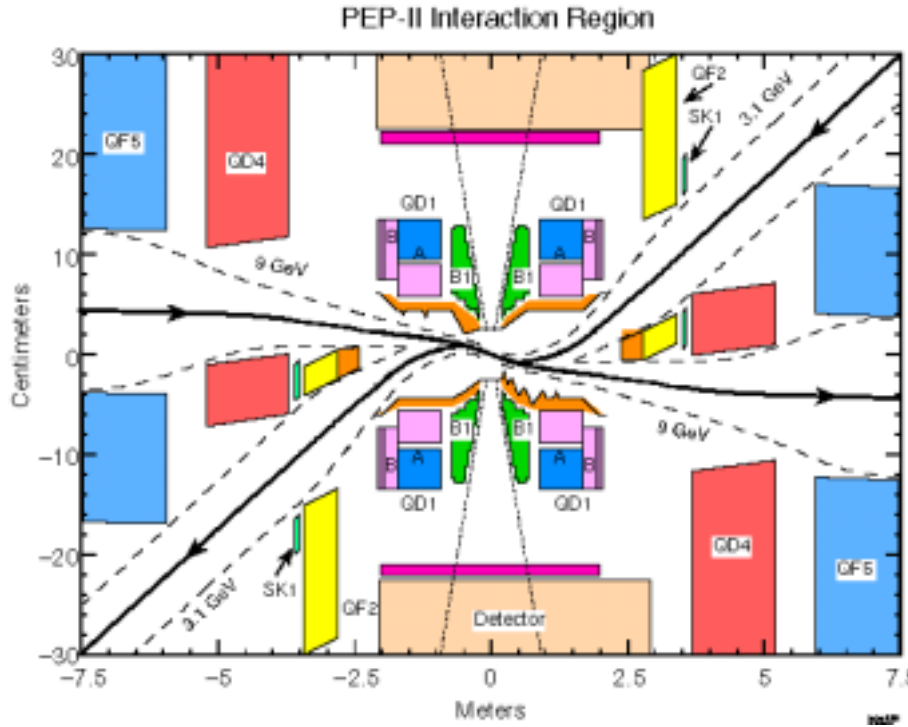 PEP-II Interaction Region
30
QF2
SK1
3.1 GeV
QF5
QD4
20
QD1
QD1
10
B
A
B1
B1
A
B
9 GeV
0
Centimeters
−10
B
A
B1
B1
A
B
9 GeV
QD1
QD1
−20
SK1
3.1 GeV
QF2
Detector
QD4
QF5
−30
−7.5
−5
−2.5
0
2.5
5
7.5
Meters